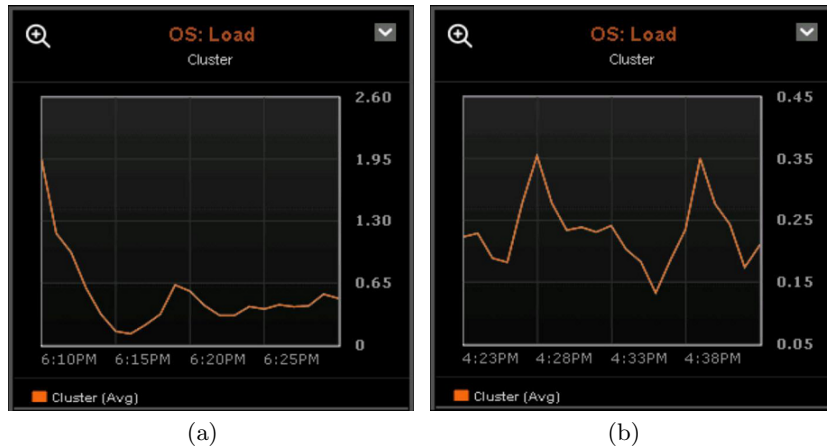 OS: Load
Cluster
2.60
1.95
1.30
0.65
0
6:10PM 6:15PM 6:20PM 6:25PM
Cluster (Avg)
(a)
OS: Load
Cluster
0.45
0.35
0.25
0.15
0.05
4:23PM 4:28PM 4:33PM 4:38PM
Cluster (Avg)
(b)